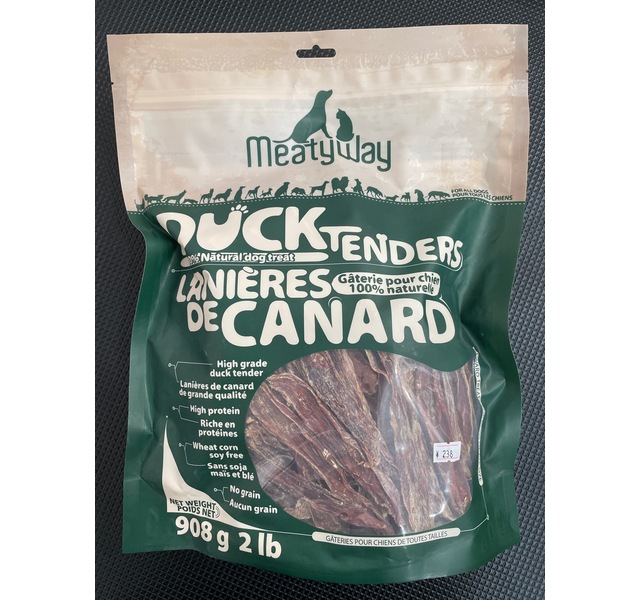 MeatyWay
FOR ALL DOGS
POUR TOUS LES CHIENS
DUCK TENDERS
Natural dog treat
LANIÈRES
DE CANARD
Gâterie pour chien
100% naturelle
High grade
duck tender
Lanières de canard
de grande qualité
High protein
Riche en
protéines
Wheat corn
soy free
Sans soja
maïs et blé
No grain
Aucun grain
¥ 238
NET WEIGHT
POIDS NET
908 g 2 lb
GÂTERIES POUR CHIENS DE TOUTES TAILLES